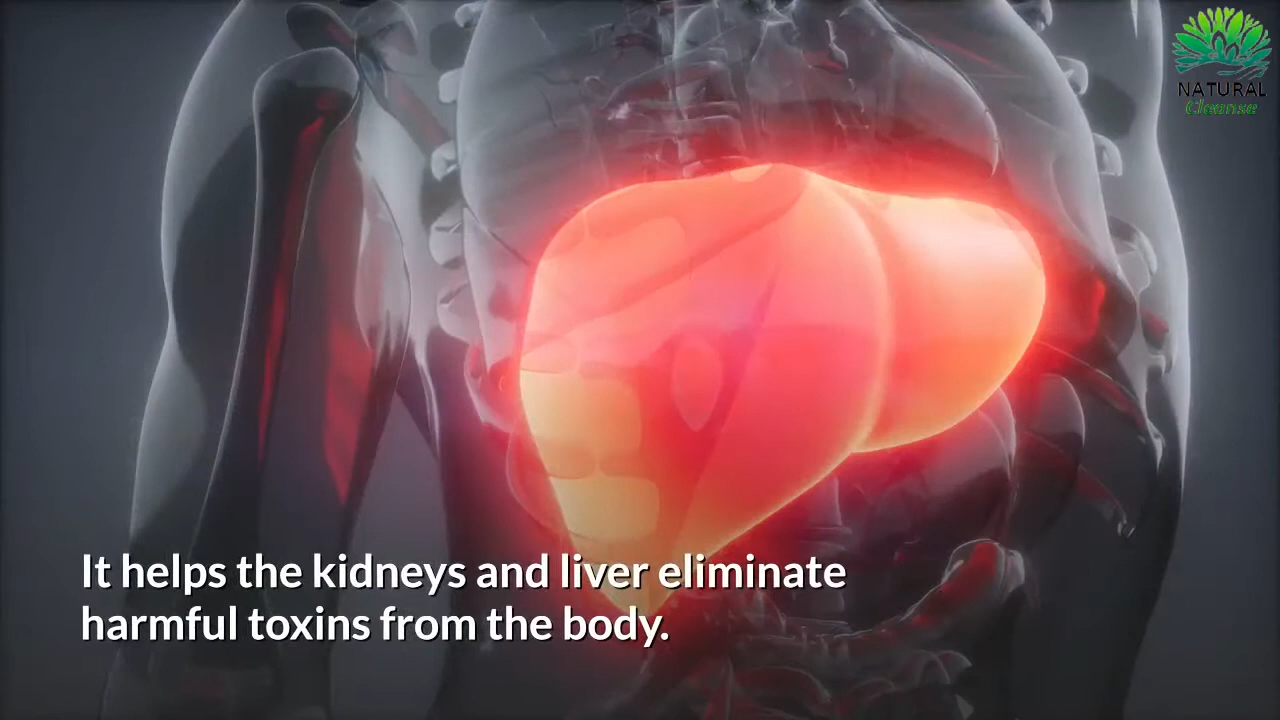 NATURAL
Cleanse
It helps the kidneys and liver eliminate
harmful toxins from the body.